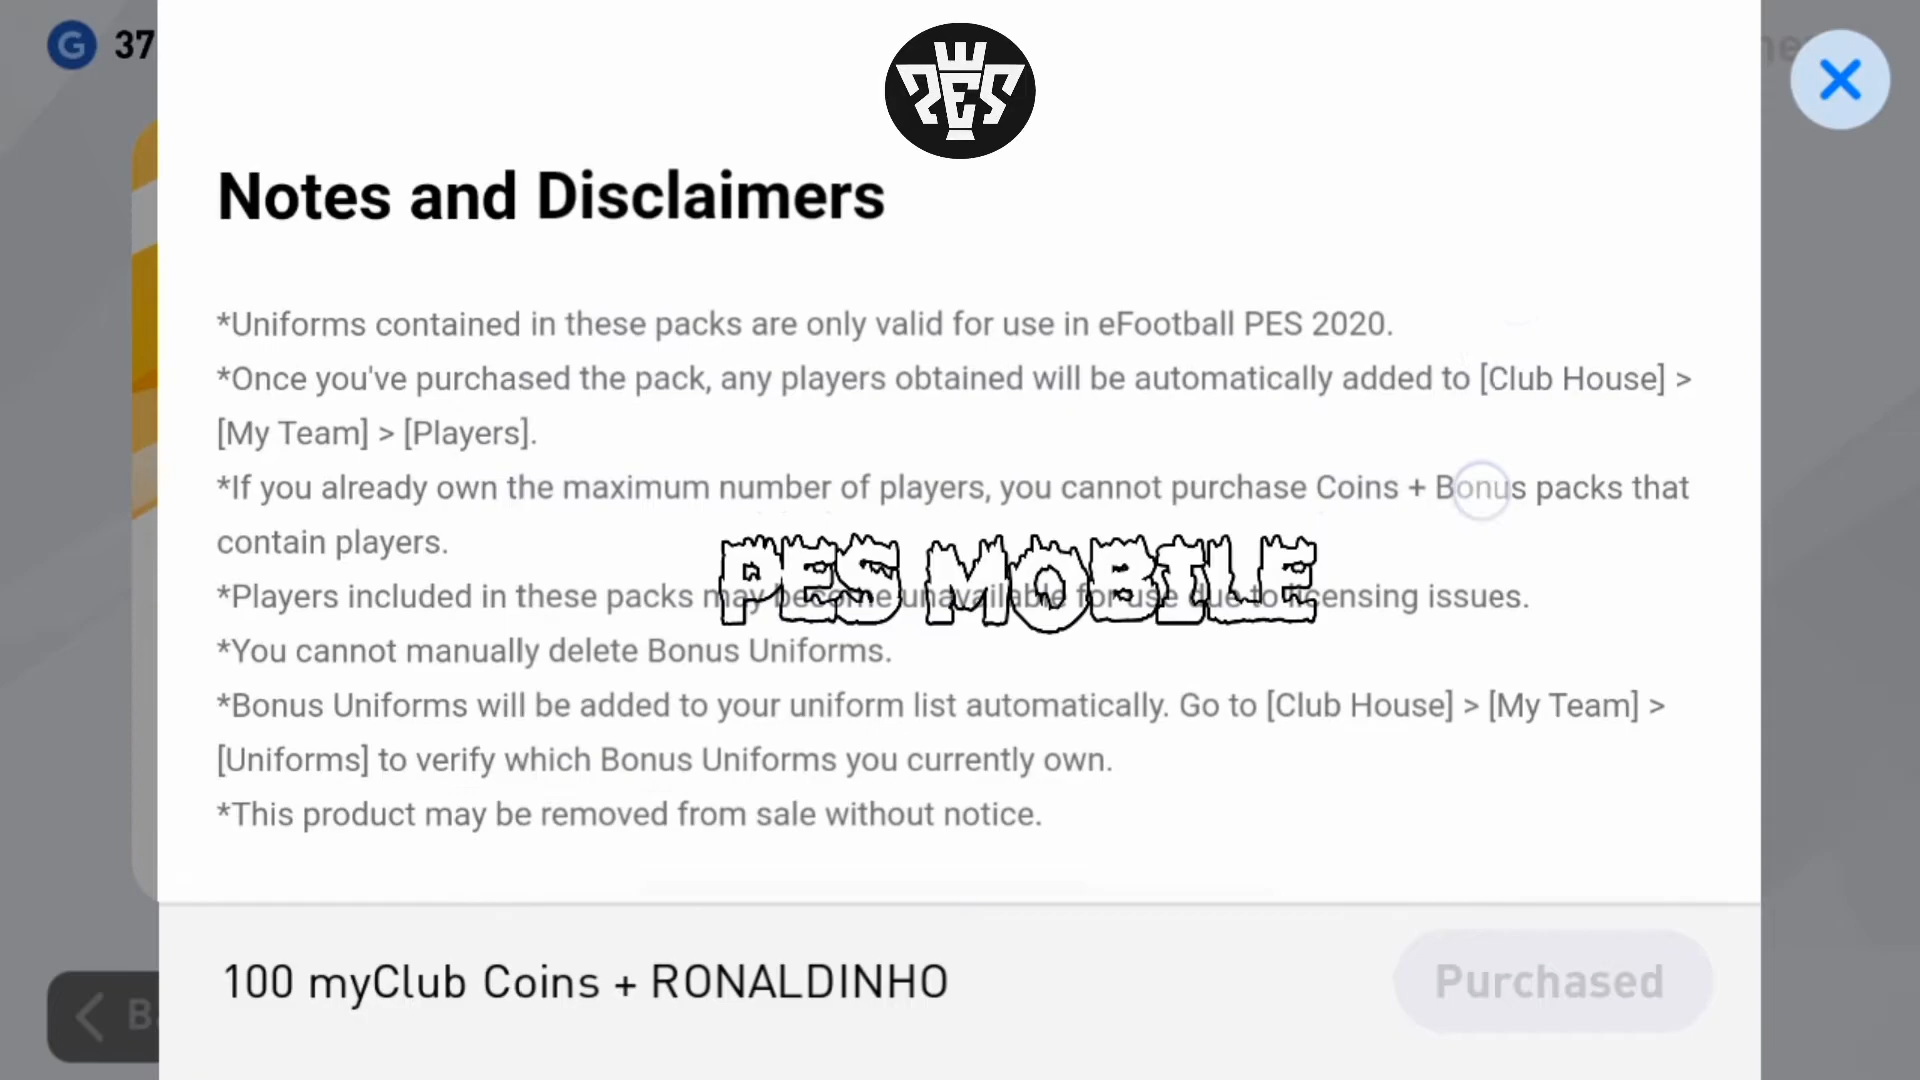 37
PES
Notes and Disclaimers
*Uniforms contained in these packs are only valid for use in eFootball PES 2020.
*Once you've purchased the pack, any players obtained will be automatically added to [Club House] >
[My Team] > [Players].
*If you already own the maximum number of players, you cannot purchase Coins + Bonus packs that
contain players.
PES MOBILE
*Players included in these packs may become unavailable for use due to licensing issues.
*You cannot manually delete Bonus Uniforms.
*Bonus Uniforms will be added to your uniform list automatically. Go to [Club House] > [My Team] >
[Uniforms] to verify which Bonus Uniforms you currently own.
*This product may be removed from sale without notice.
100 myClub Coins + RONALDINHO
Purchased